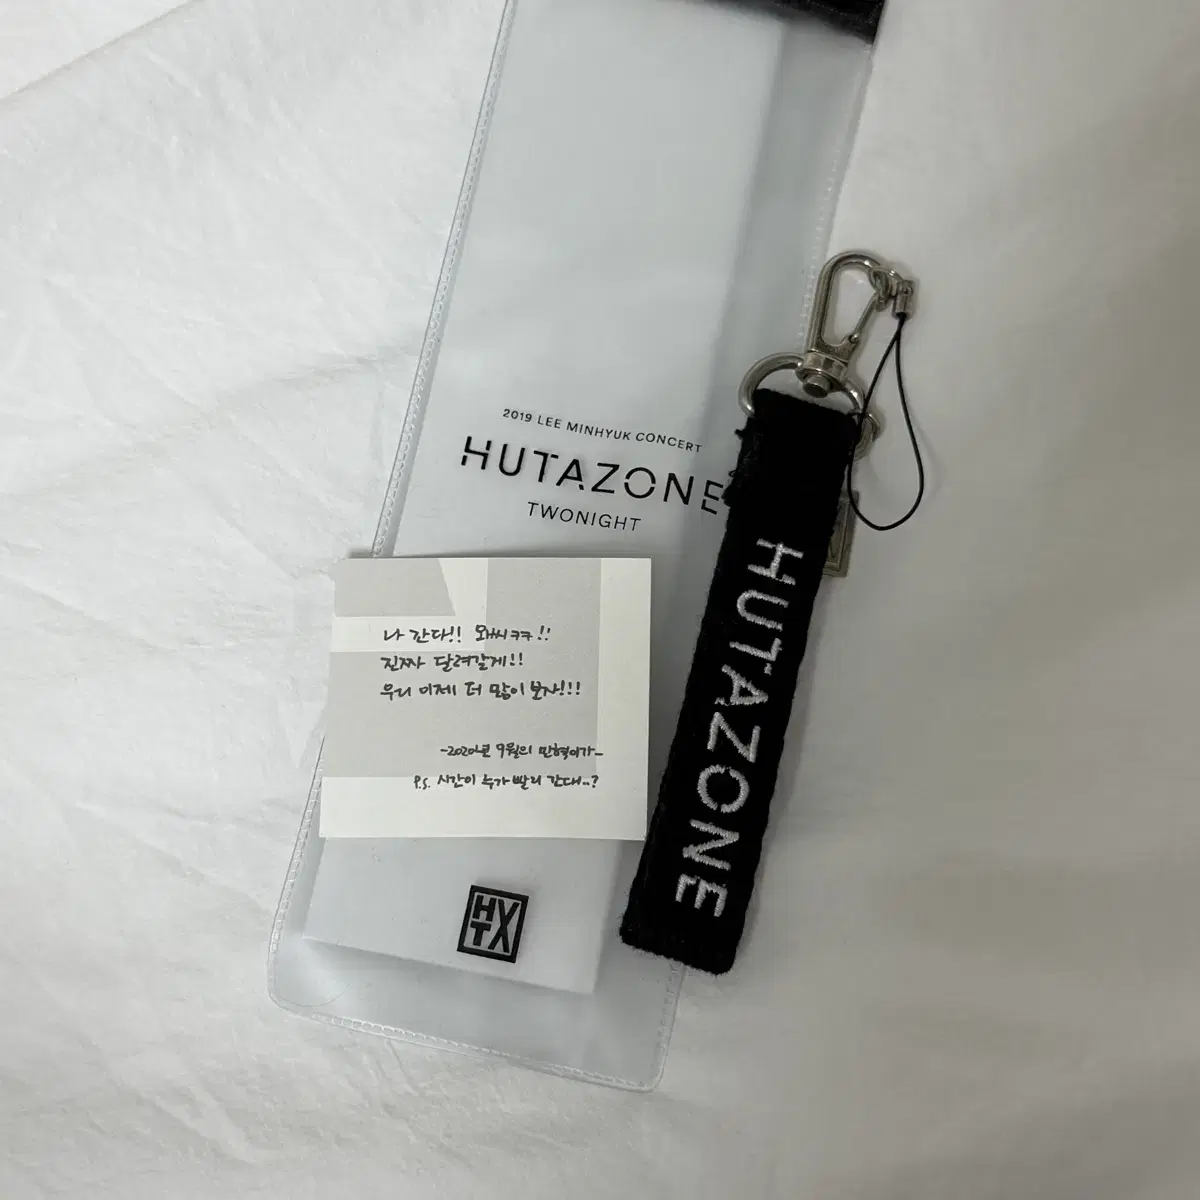 2019 LEE MINHYUK CONCERT
HUTAZONE
TWONIGHT
나 간다!! 와씨ㅋㅋ!!
진짜 달려갈게!!
우리 이제 더 많이 보자!!!
-2020년 9월의 민혁이가-
P.S. 시간이 누가 빨리 간대..?
HUTAZONE
HUTX